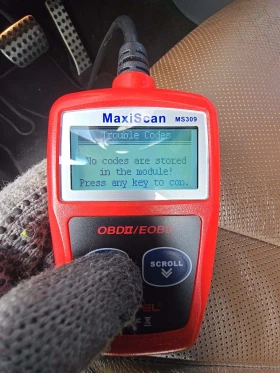 MaxiScan
MS309
Trouble Codes
No codes are stored
in the module!
Press any key to con.
OBDII/EOBD
SCROLL